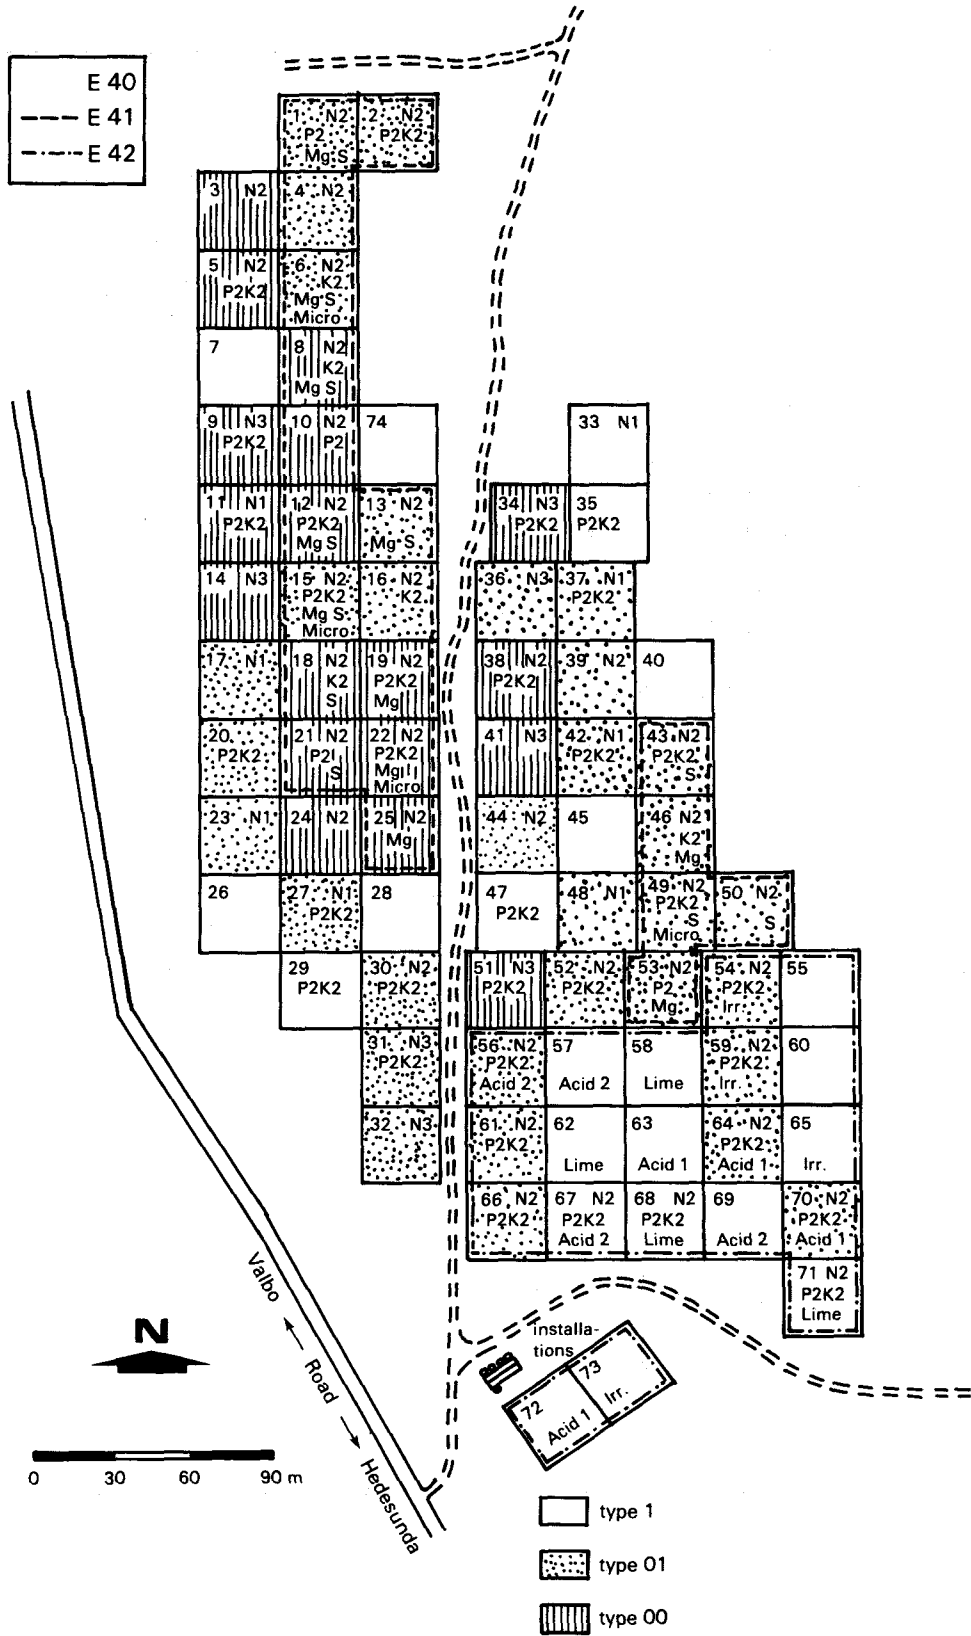 E 40
E 41
E 42
1 N2
P2
Mg S
2 N2
P2K2
3 N2
4 N2
5 N2
P2K2
6 N2
K2
Mg S
Micro
7
8 N2
K2
Mg S
9 N3
P2K2
10 N2
P2
74
33 N1
11 N1
P2K2
12 N2
P2K2
Mg S
13 N2
Mg S
34 N3
P2K2
35
P2K2
14 N3
15 N2
P2K2
Mg S
Micro
16 N2
K2
36 N3
37 N1
P2K2
17 N1
18 N2
K2
S
19 N2
P2K2
Mg
38 N2
P2K2
39 N2
40
20
P2K2
21 N2
P2
S
22 N2
P2K2
Mg
Micro
41 N3
42 N1
P2K2
43 N2
P2K2
S
23 N1
24 N2
25 N2
Mg
44 N2
45
46 N2
K2
Mg
26
27 N1
P2K2
28
47
P2K2
48 N1
49 N2
P2K2
S
Micro
50 N2
S
29
P2K2
30 N2
P2K2
51 N3
P2K2
52 N2
P2K2
53 N2
P2
Mg
54 N2
P2K2
Irr.
55
31 N3
P2K2
56 N2
P2K2
Acid 2
57
Acid 2
58
Lime
59 N2
P2K2
Irr.
60
32 N3
61 N2
P2K2
62
Lime
63
Acid 1
64 N2
P2K2
Acid 1
65
Irr.
66 N2
P2K2
67 N2
P2K2
Acid 2
68 N2
P2K2
Lime
69
Acid 2
70 N2
P2K2
Acid 1
71 N2
P2K2
Lime
installa-
tions
72
Acid 1
73
Irr.
Valbo
Road
Hedesunda
N
0 30 60 90 m
type 1
type 01
type 00